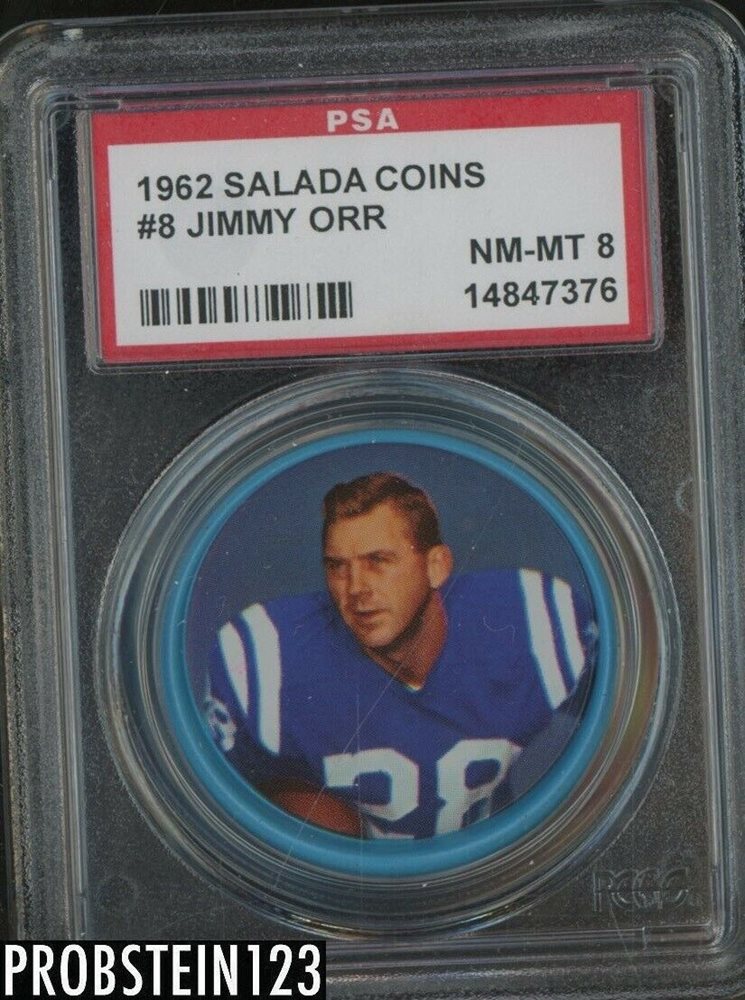 PSA
1962 SALADA COINS
#8 JIMMY ORR
NM-MT 8
14847376
28
PROBSTEIN123